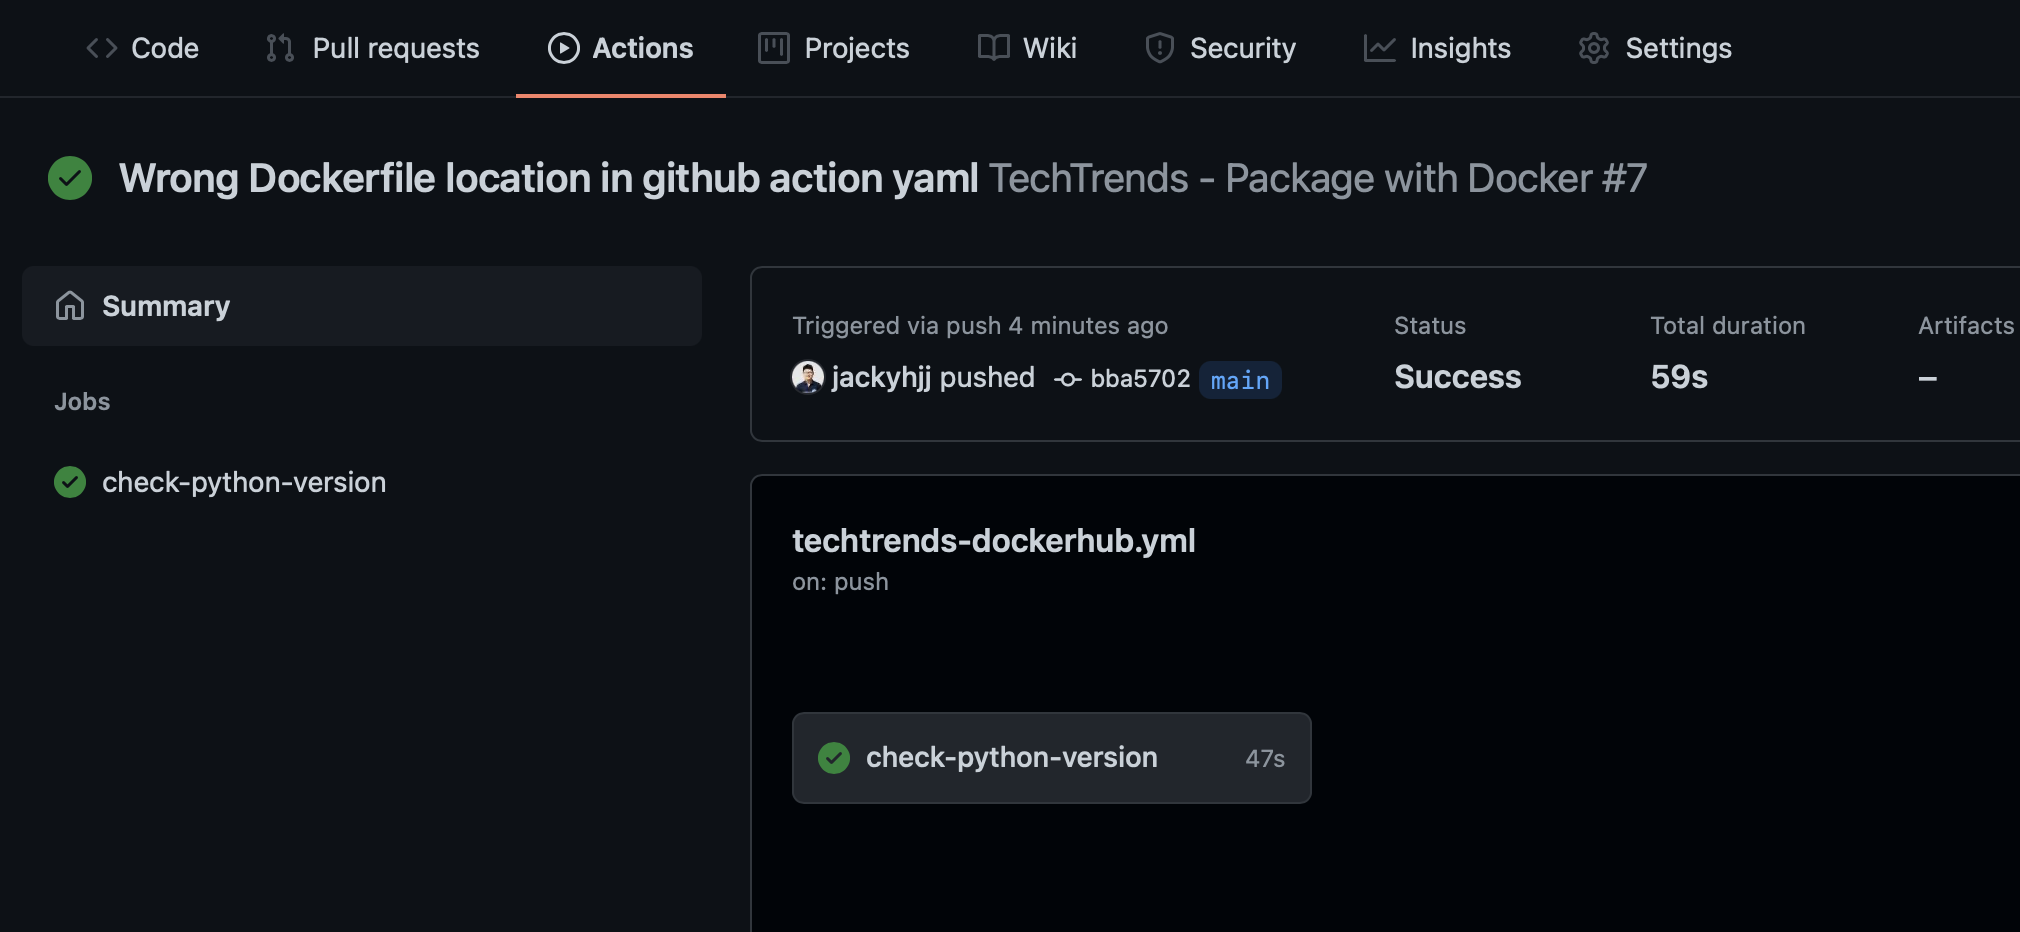 Code Pull requests Actions Projects Wiki Security Insights Settings
Wrong Dockerfile location in github action yaml TechTrends - Package with Docker #7
Summary
Jobs
check-python-version
Triggered via push 4 minutes ago
jackyhjj pushed bba5702 main
Status
Success
Total duration
59s
Artifacts
–
techtrends-dockerhub.yml
on: push
check-python-version 47s